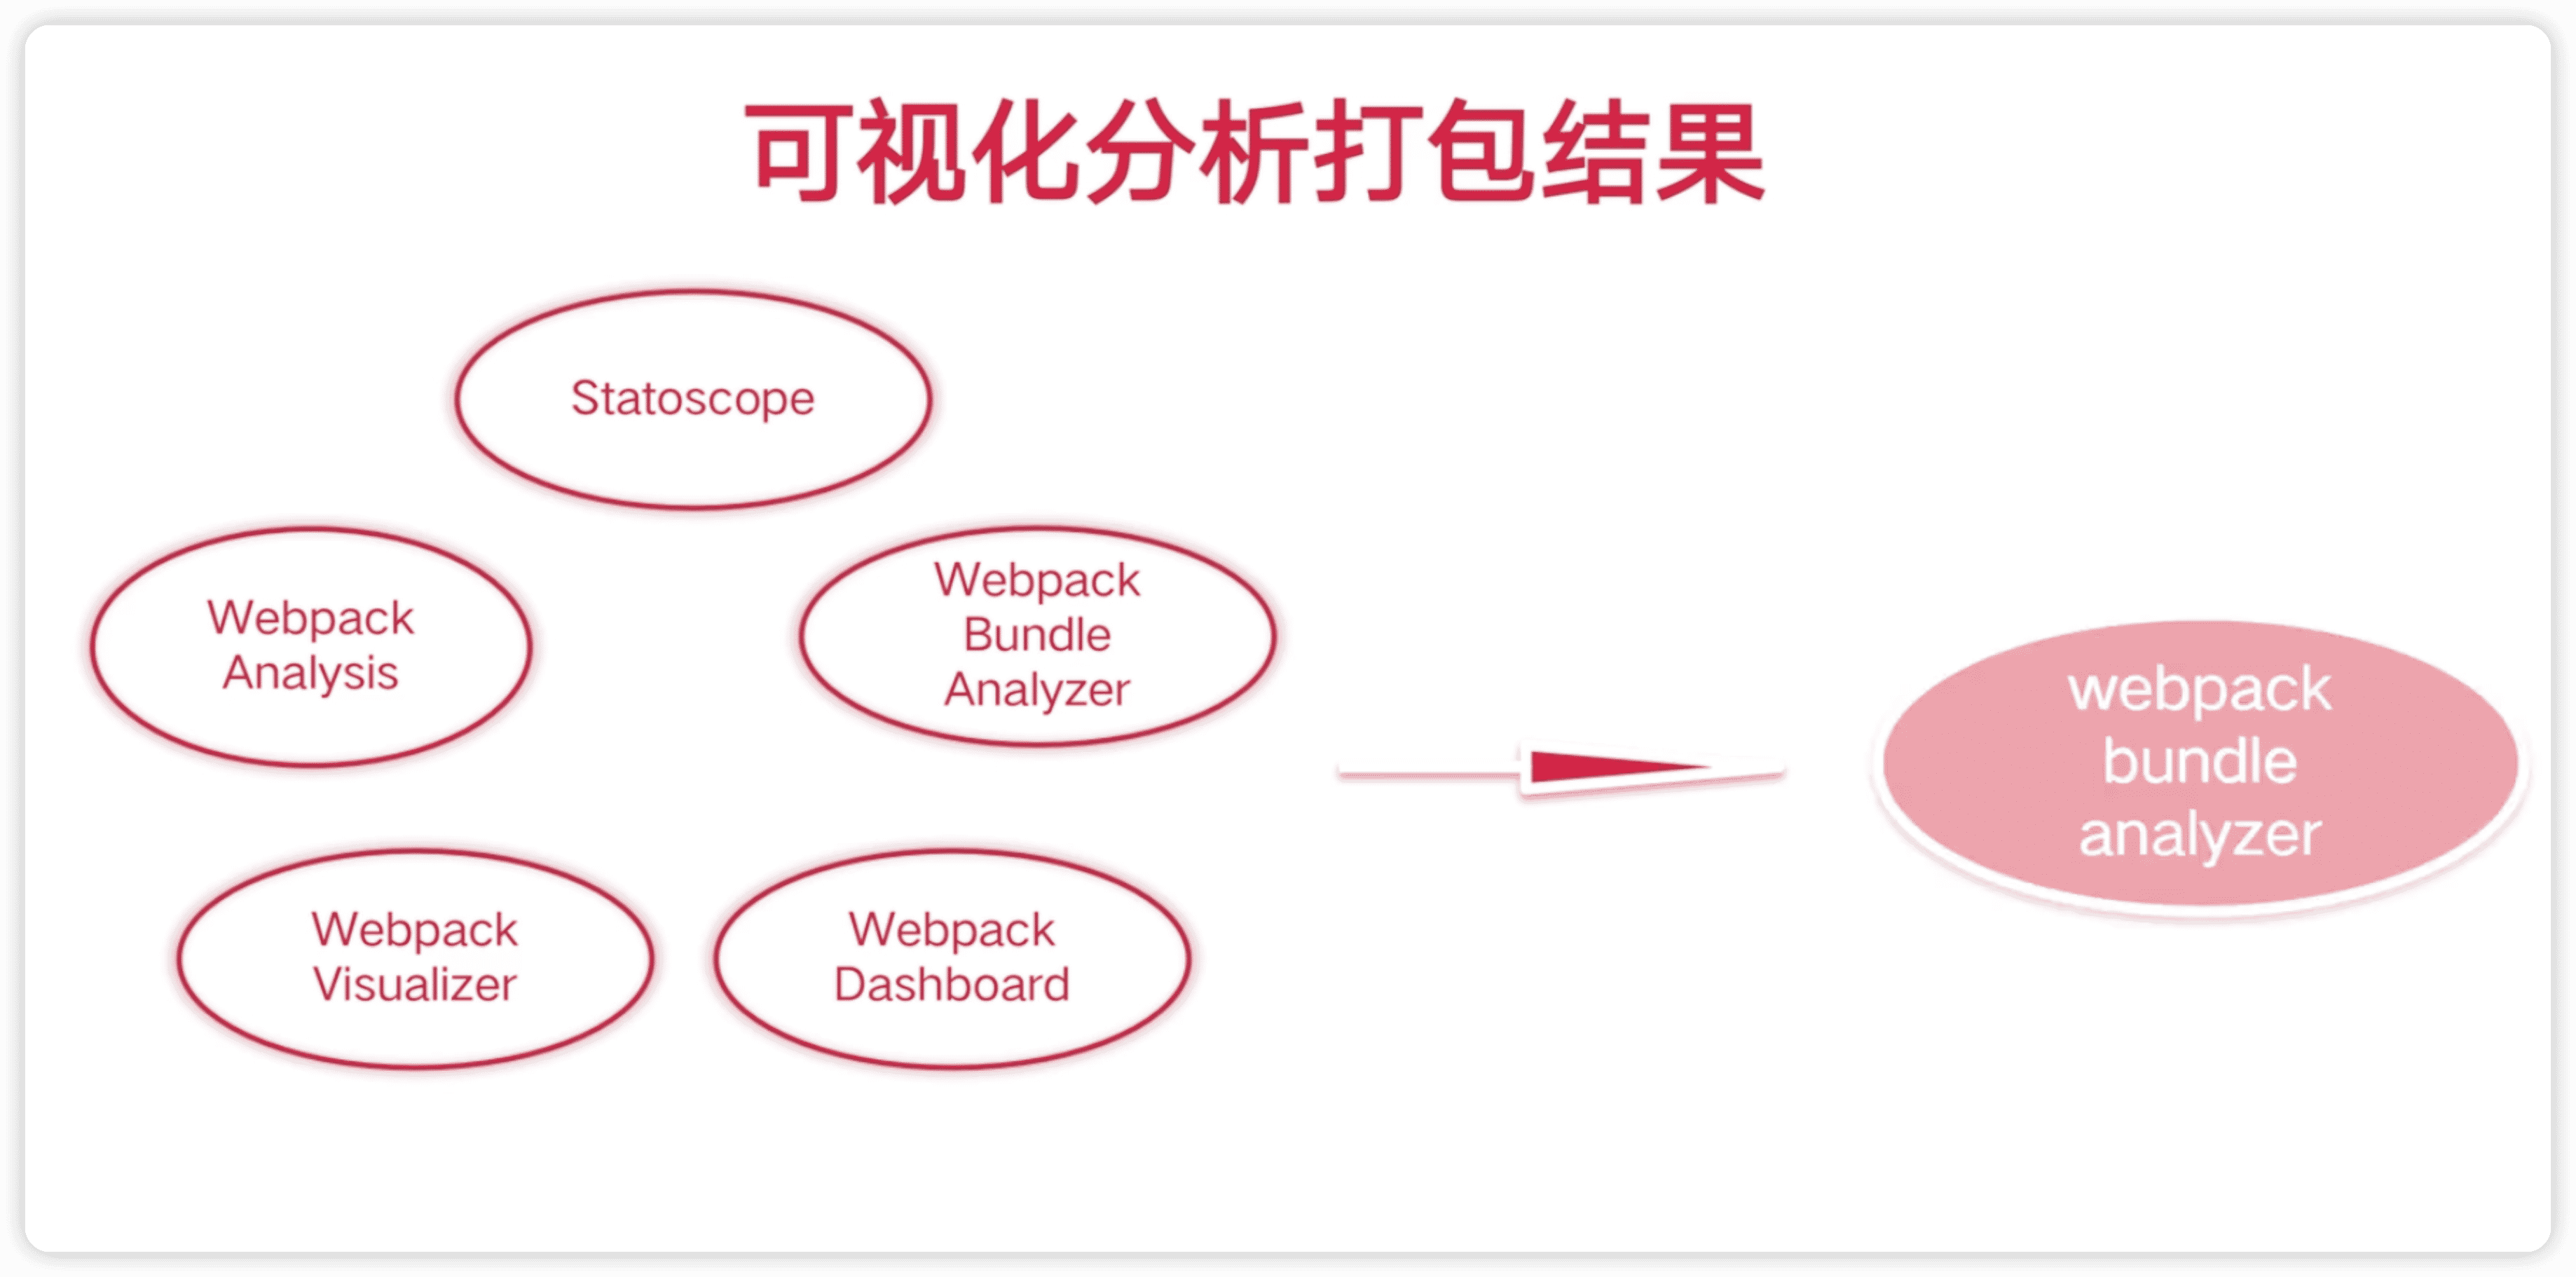 可视化分析打包结果
Statoscope
Webpack
Analysis
Webpack
Bundle
Analyzer
Webpack
Visualizer
Webpack
Dashboard
webpack
bundle
analyzer